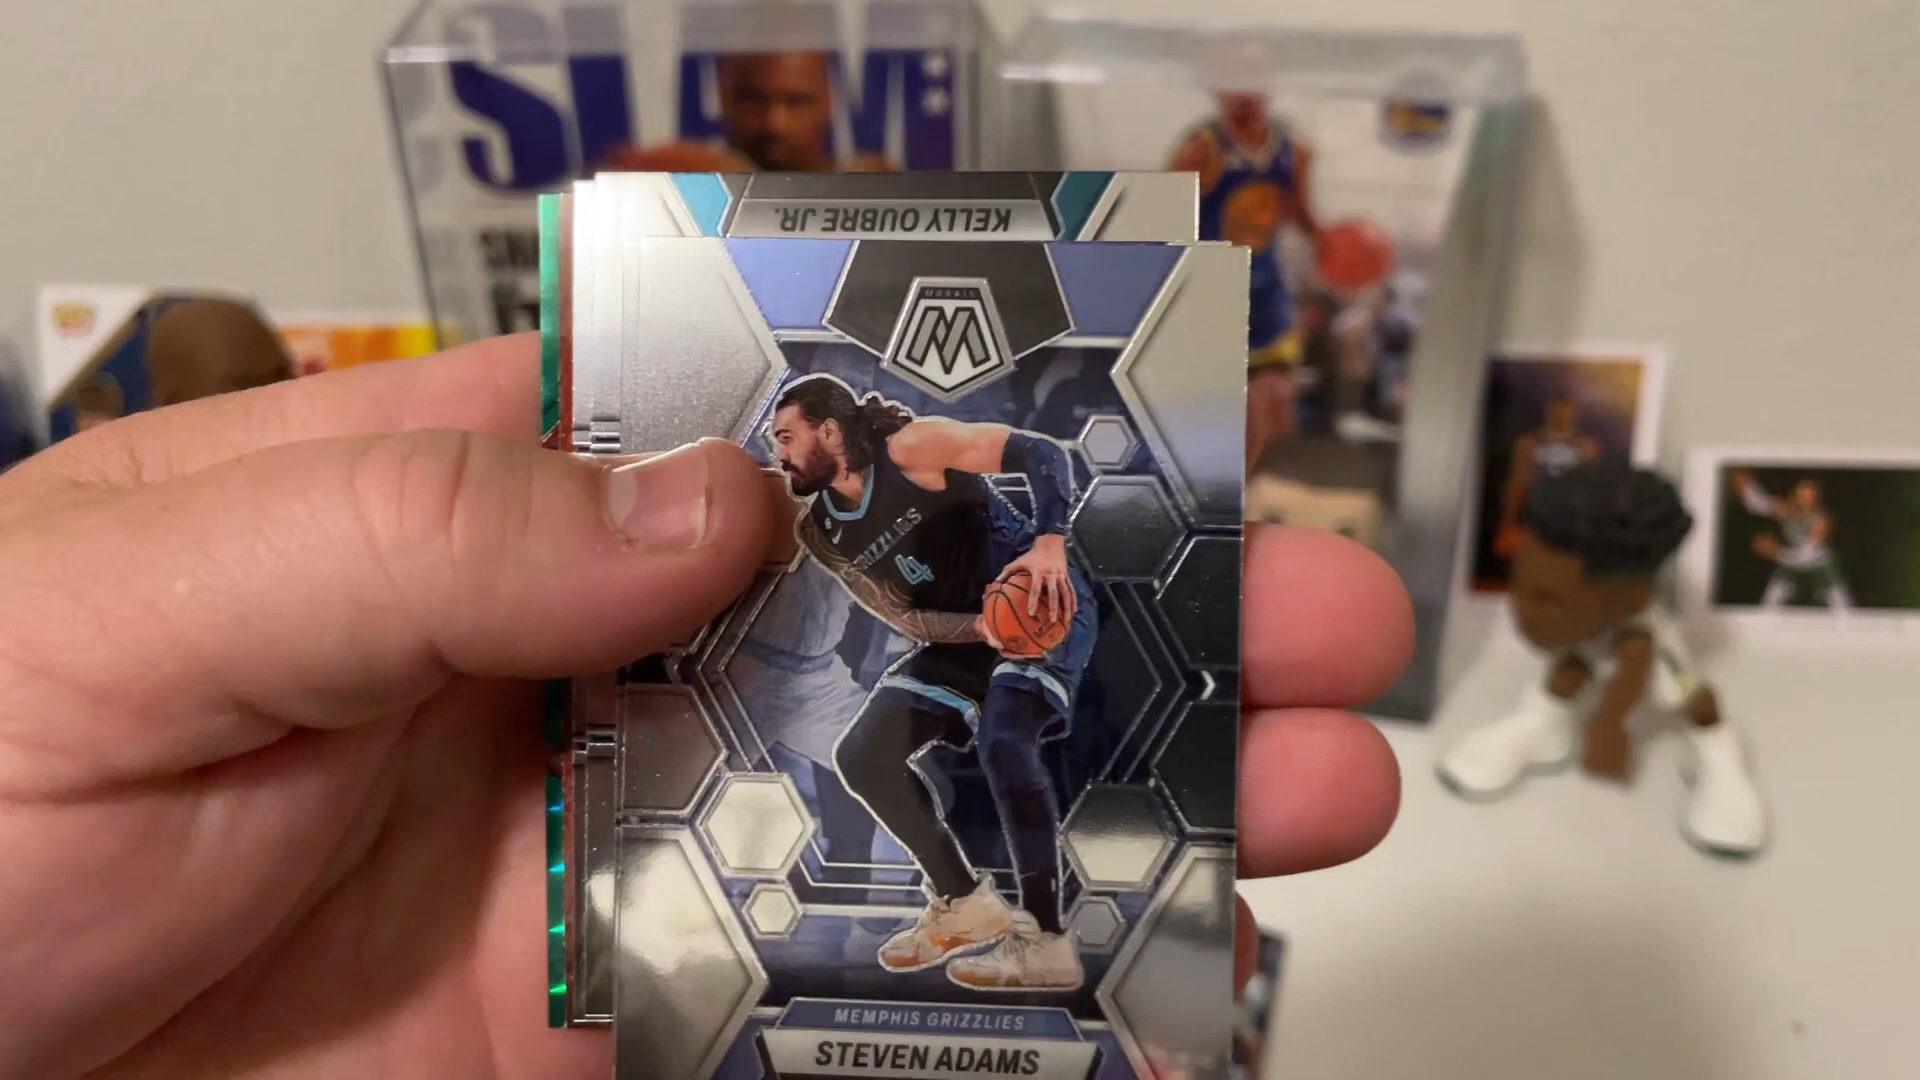 SLAM
KELLY OUBRE JR.
MOSAIC
GRIZZLIES
4
MEMPHIS GRIZZLIES
STEVEN ADAMS